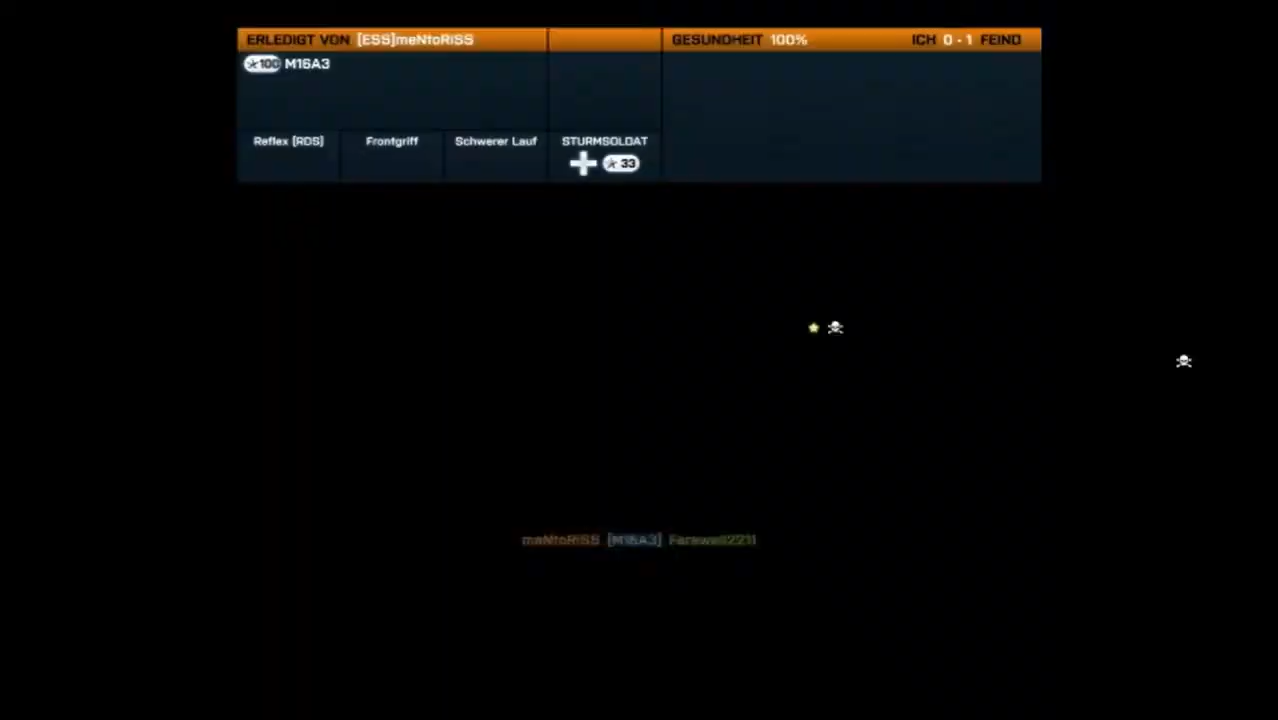 ERLEDIGT VON [ESS]meNtoRiSS GESUNDHEIT 100% ICH 0 - 1 FEIND
100 M16A3
Reflex [RDS] Frontgriff Schwerer Lauf STURMSOLDAT
33
meNtoRiSS [M16A3] Farewell2211